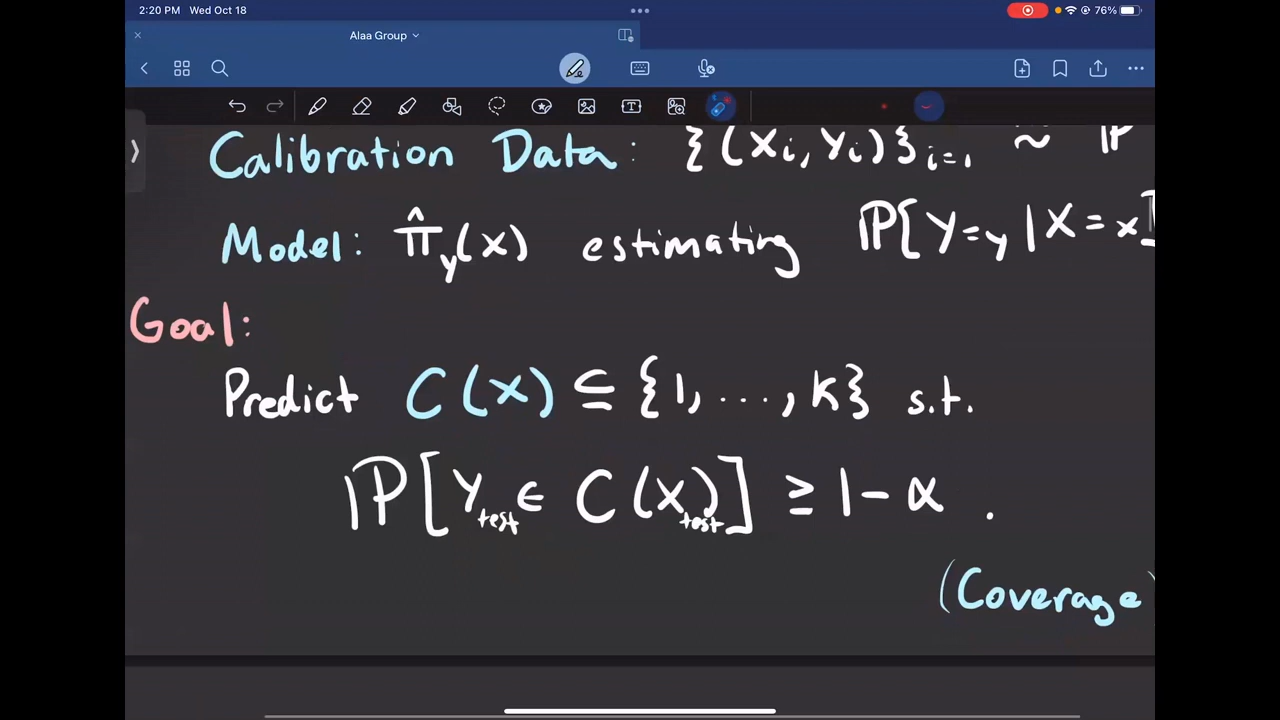 2:20 PM Wed Oct 18
76%
Alaa Group
Calibration Data: {(Xi, Yi)}i=1 ~ ℙ
Model: π̂y(x) estimating ℙ[Y=y | X=x]
Goal:
Predict C(X) ⊆ {1, ..., K} s.t.
ℙ[Ytest ∈ C(Xtest)] ≥ 1-α .
(Coverage)